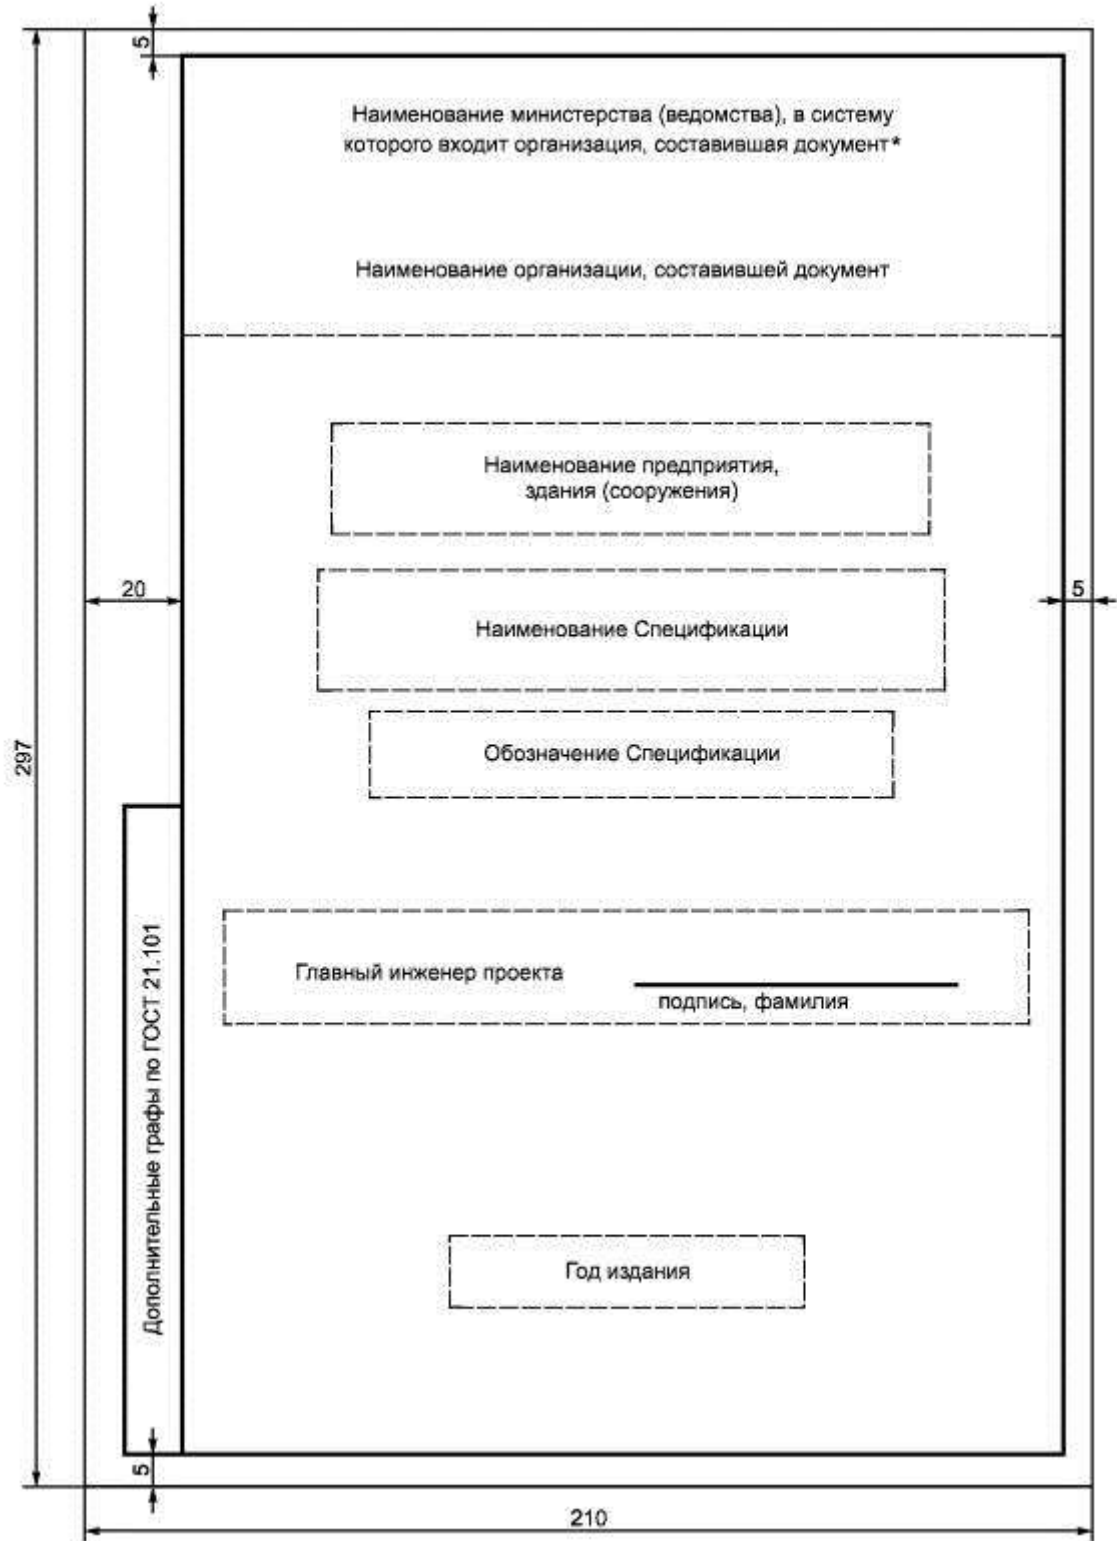 5
Наименование министерства (ведомства), в систему
которого входит организация, составившая документ*
Наименование организации, составившей документ
Наименование предприятия,
здания (сооружения)
20
5
Наименование Спецификации
297
Обозначение Спецификации
Главный инженер проекта
подпись, фамилия
Дополнительные графы по ГОСТ 21.101
Год издания
5
210